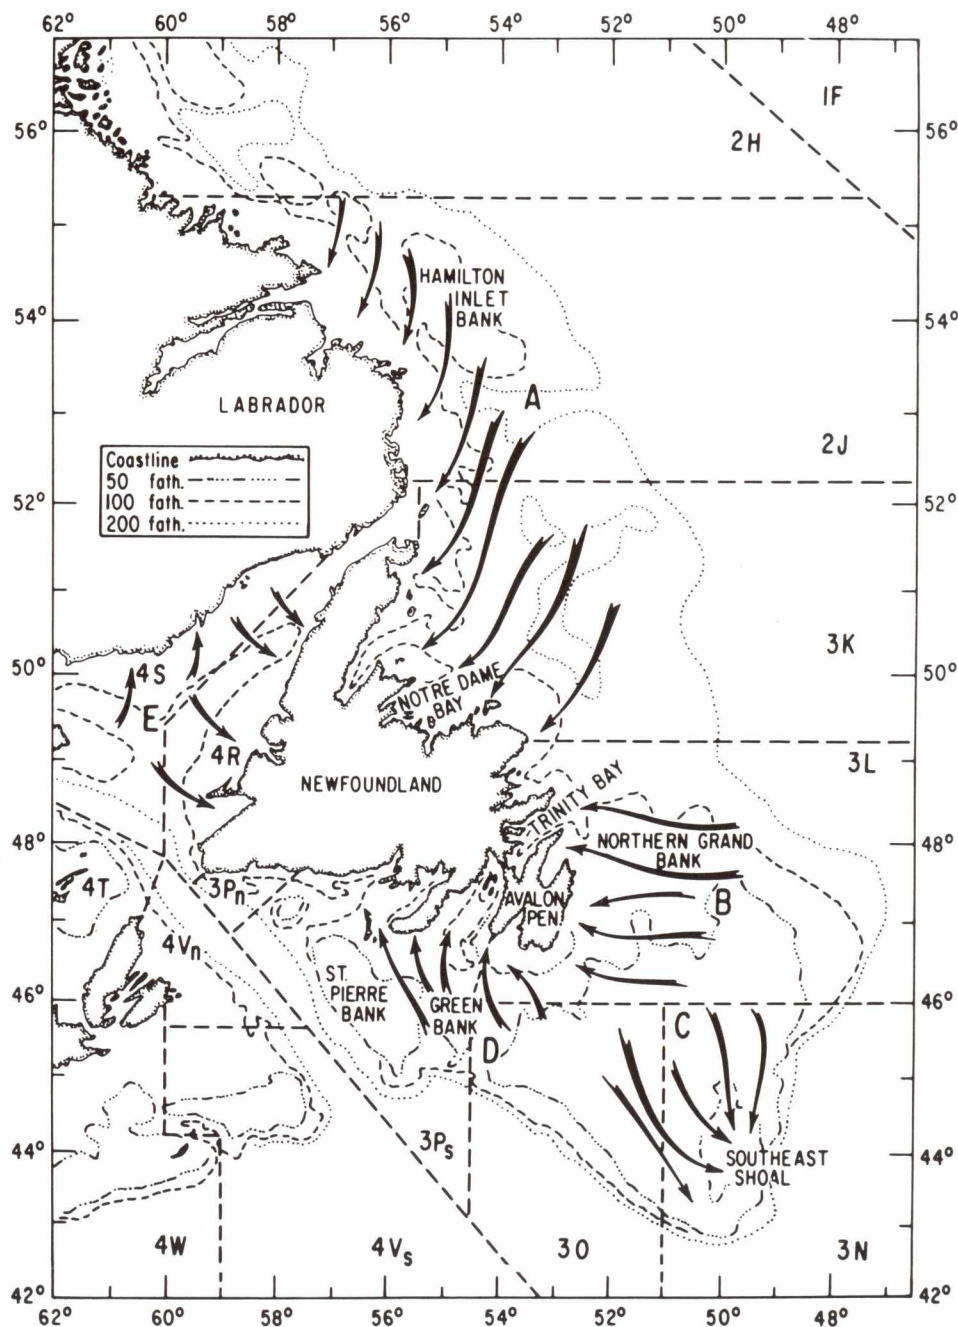 62° 60° 58° 56° 54° 52° 50°
1F
56° 2H 56°
HAMILTON
INLET
BANK
54° 54°
A
LABRADOR
2J
Coastline
50 fath.
100 fath.
200 fath.
52° 52°
3K
50° 4S 50°
NOTRE DAME
BAY
E
4R
3L
NEWFOUNDLAND
TRINITY BAY
48° NORTHERN GRAND 48°
BANK
4T 3Pn
AVALON
PEN.
B
4Vn
ST.
PIERRE
BANK
46° GREEN
BANK
46°
C
D
3Ps
44° SOUTHEAST
SHOAL
44°
4W 4Vs 3O 3N
42° 42°
62° 60° 58° 56° 54° 52° 50° 48°